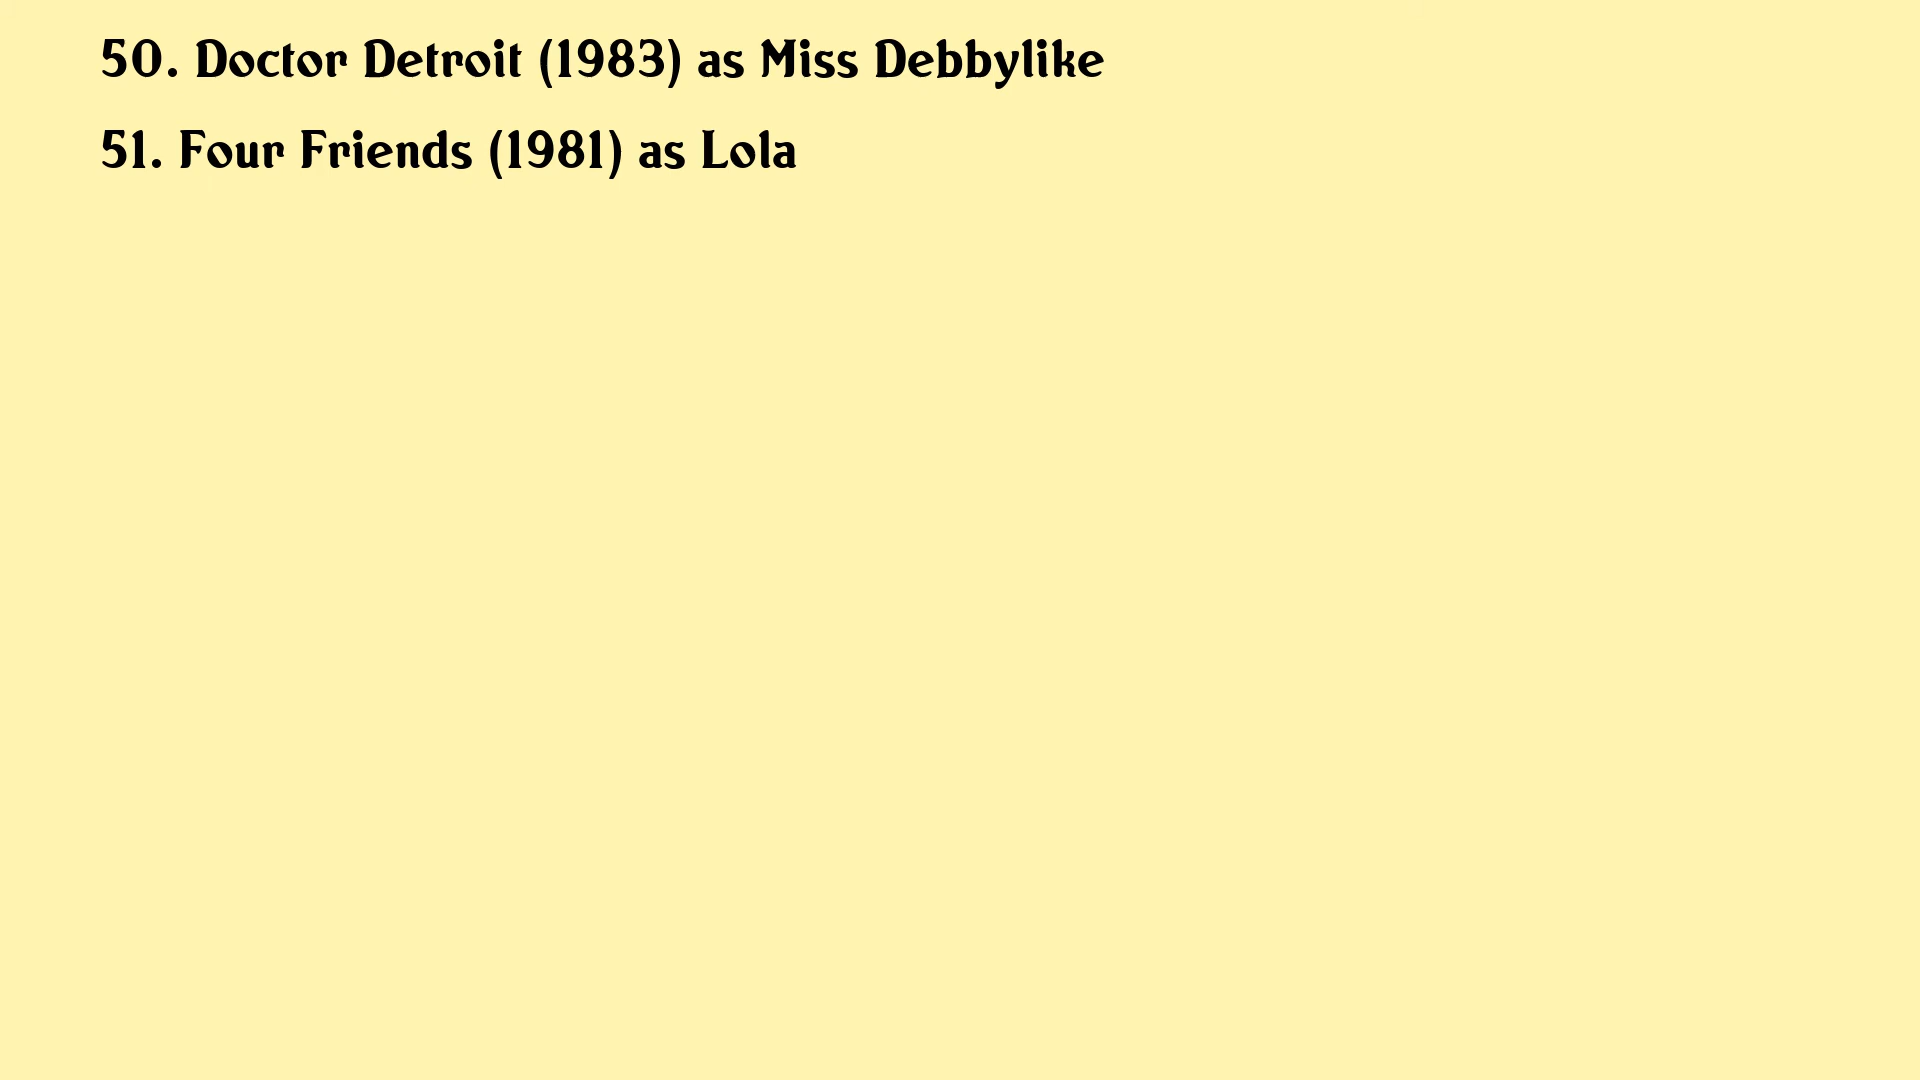 50. Doctor Detroit (1983) as Miss Debbylike
51. Four Friends (1981) as Lola